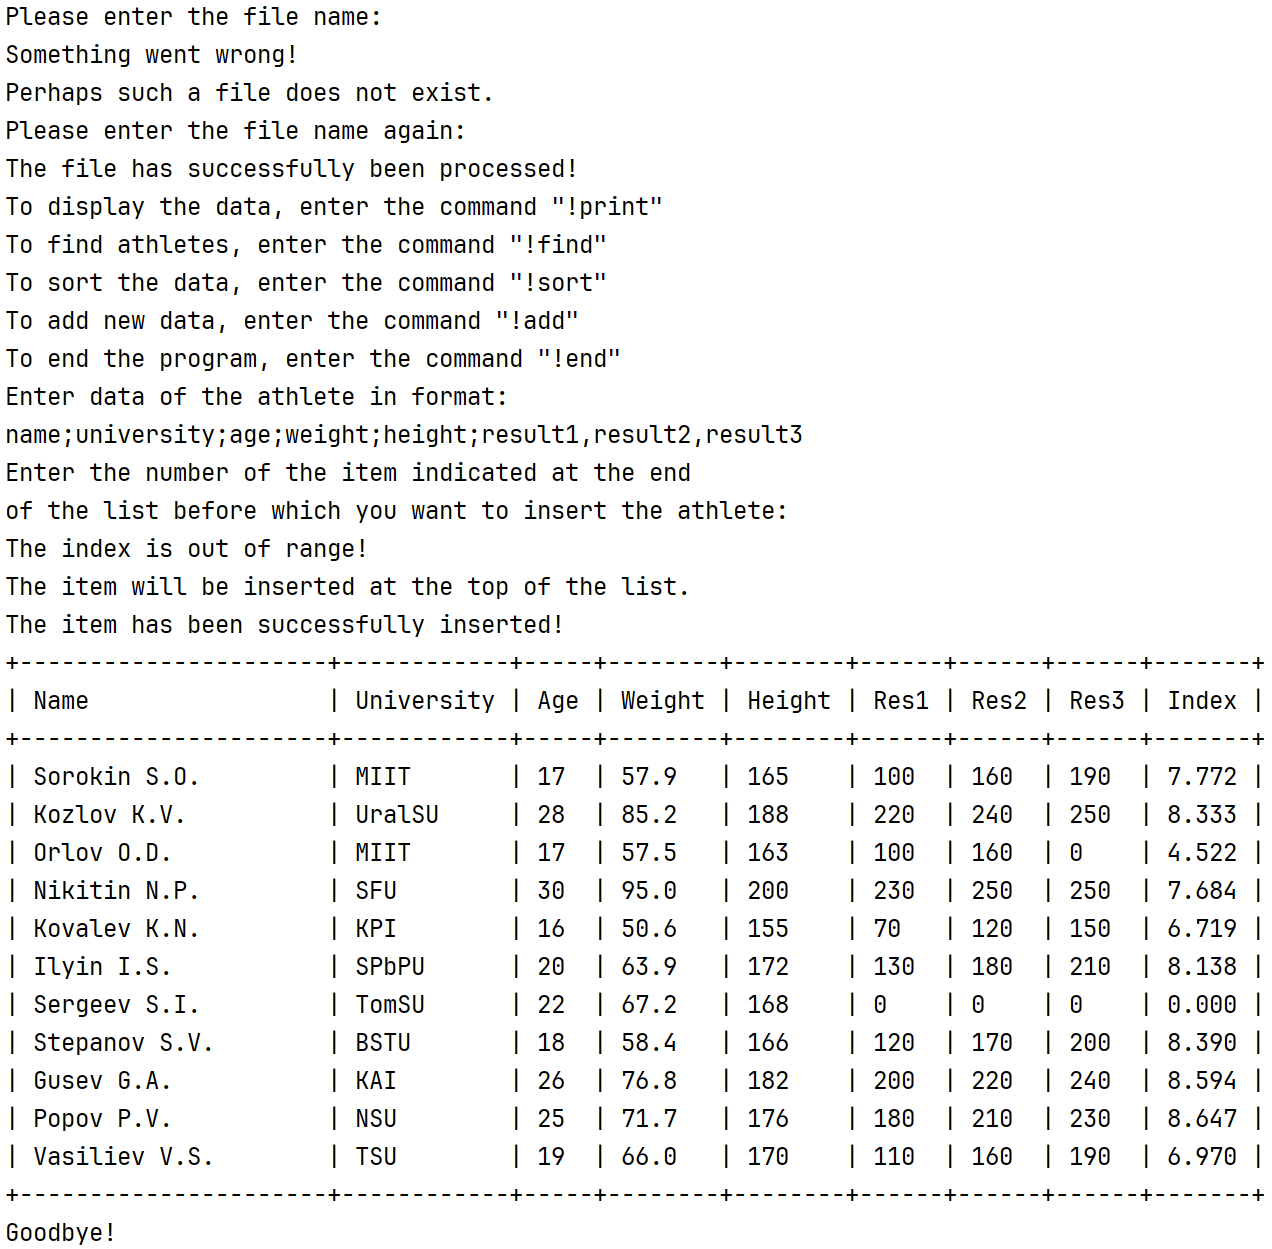 Please enter the file name:
Something went wrong!
Perhaps such a file does not exist.
Please enter the file name again:
The file has successfully been processed!
To display the data, enter the command "!print"
To find athletes, enter the command "!find"
To sort the data, enter the command "!sort"
To add new data, enter the command "!add"
To end the program, enter the command "!end"
Enter data of the athlete in format:
name;university;age;weight;height;result1,result2,result3
Enter the number of the item indicated at the end
of the list before which you want to insert the athlete:
The index is out of range!
The item will be inserted at the top of the list.
The item has been successfully inserted!
+----------------------+------------+-----+--------+--------+------+------+------+-------+
| Name                 | University | Age | Weight | Height | Res1 | Res2 | Res3 | Index |
+----------------------+------------+-----+--------+--------+------+------+------+-------+
| Sorokin S.O.         | MIIT       | 17  | 57.9   | 165    | 100  | 160  | 190  | 7.772 |
| Kozlov K.V.          | UralSU     | 28  | 85.2   | 188    | 220  | 240  | 250  | 8.333 |
| Orlov O.D.           | MIIT       | 17  | 57.5   | 163    | 100  | 160  | 0    | 4.522 |
| Nikitin N.P.         | SFU        | 30  | 95.0   | 200    | 230  | 250  | 250  | 7.684 |
| Kovalev K.N.         | KPI        | 16  | 50.6   | 155    | 70   | 120  | 150  | 6.719 |
| Ilyin I.S.           | SPbPU      | 20  | 63.9   | 172    | 130  | 180  | 210  | 8.138 |
| Sergeev S.I.         | TomSU      | 22  | 67.2   | 168    | 0    | 0    | 0    | 0.000 |
| Stepanov S.V.        | BSTU       | 18  | 58.4   | 166    | 120  | 170  | 200  | 8.390 |
| Gusev G.A.           | KAI        | 26  | 76.8   | 182    | 200  | 220  | 240  | 8.594 |
| Popov P.V.           | NSU        | 25  | 71.7   | 176    | 180  | 210  | 230  | 8.647 |
| Vasiliev V.S.        | TSU        | 19  | 66.0   | 170    | 110  | 160  | 190  | 6.970 |
+----------------------+------------+-----+--------+--------+------+------+------+-------+
Goodbye!